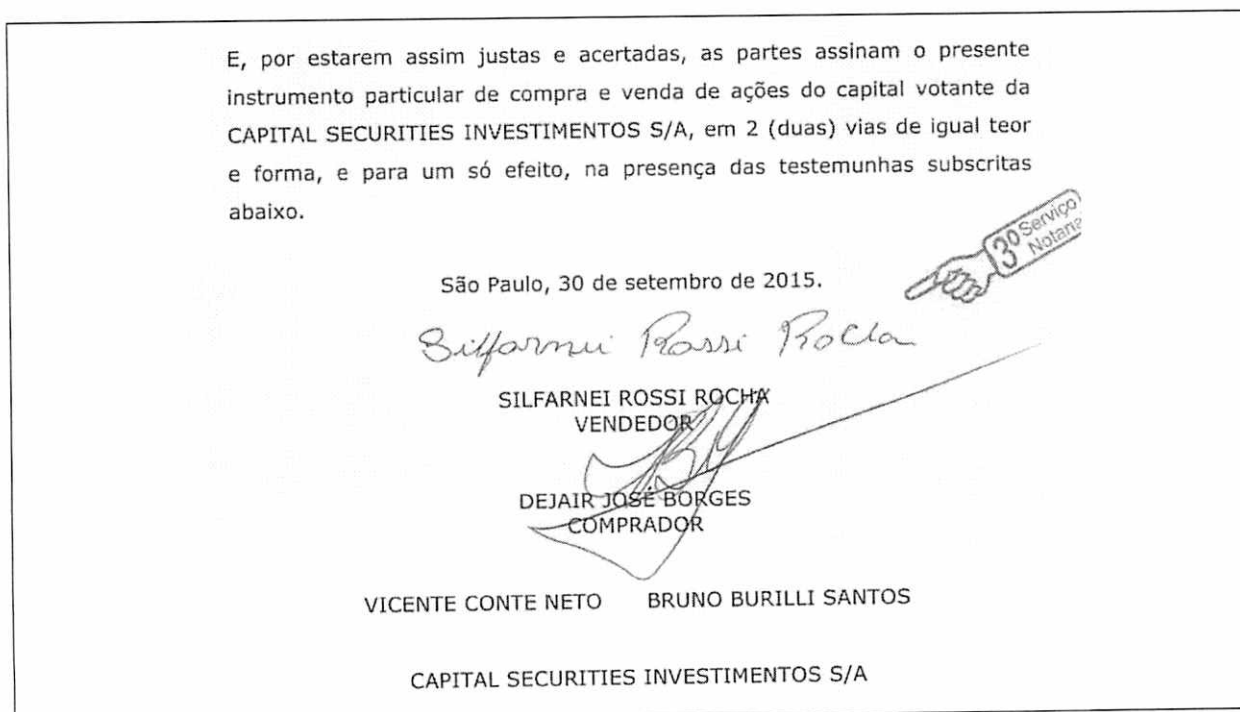 E, por estarem assim justas e acertadas, as partes assinam o presente
instrumento particular de compra e venda de ações do capital votante da
CAPITAL SECURITIES INVESTIMENTOS S/A, em 2 (duas) vias de igual teor
e forma, e para um só efeito, na presença das testemunhas subscritas
abaixo.
3º Serviço
Notaria
São Paulo, 30 de setembro de 2015.
Silfarnei Rossi Rocha
SILFARNEI ROSSI ROCHA
VENDEDOR
DEJAIR JOSÉ BORGES
COMPRADOR
VICENTE CONTE NETO BRUNO BURILLI SANTOS
CAPITAL SECURITIES INVESTIMENTOS S/A